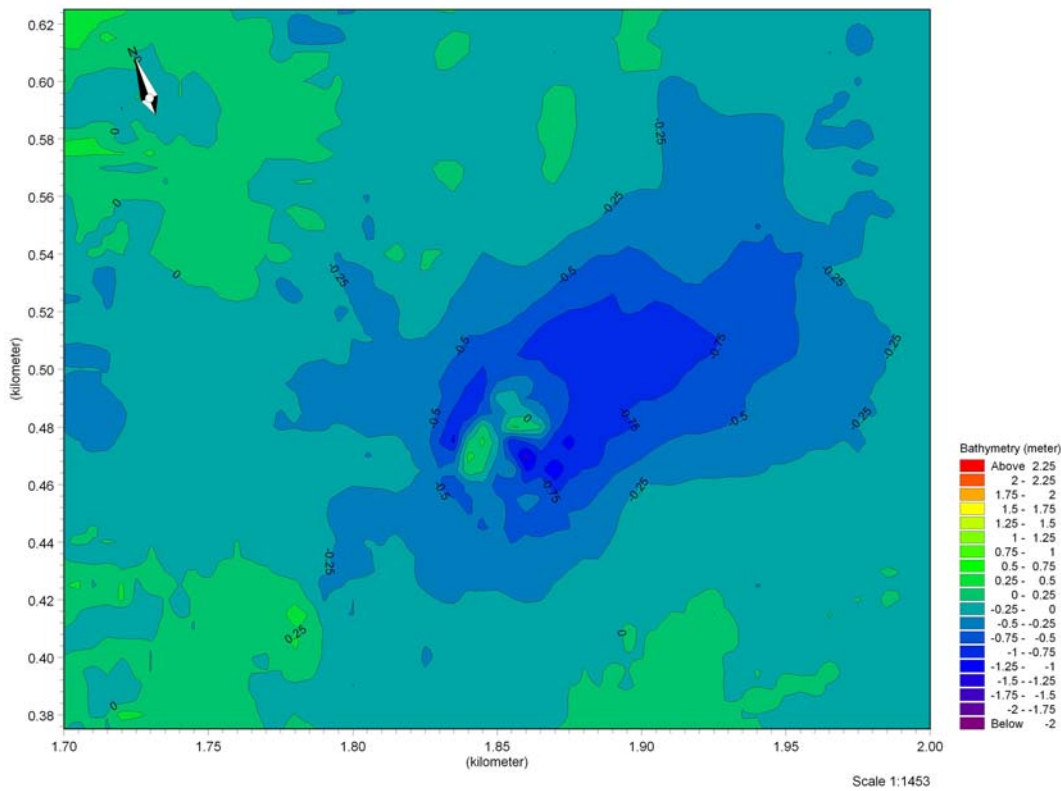 0.62
0.60
0.58
0.56
0.54
0.52
0.50
0.48
0.46
0.44
0.42
0.40
0.38
(kilometer)
N
0
0
0
-0.25
-0.25
-0.25
-0.5
-0.25
-0.5
-0.75
-0.25
-0.5
0
-0.75
-0.5
-0.25
-0.5
-0.75
-0.25
-0.25
0.25
0
0
1.70
1.75
1.80
1.85
1.90
1.95
2.00
(kilometer)
Bathymetry (meter)
Above 2.25
2 - 2.25
1.75 - 2
1.5 - 1.75
1.25 - 1.5
1 - 1.25
0.75 - 1
0.5 - 0.75
0.25 - 0.5
0 - 0.25
-0.25 - 0
-0.5 - -0.25
-0.75 - -0.5
-1 - -0.75
-1.25 - -1
-1.5 - -1.25
-1.75 - -1.5
-2 - -1.75
Below -2
Scale 1:1453